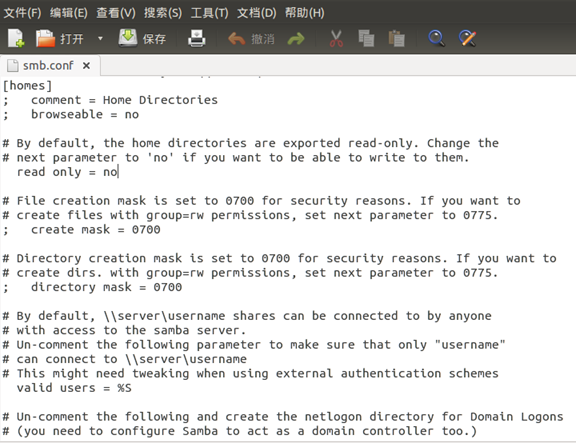 文件(F) 编辑(E) 查看(V) 搜索(S) 工具(T) 文档(D) 帮助(H)
打开 保存 撤消
smb.conf
[homes]
;   comment = Home Directories
;   browseable = no
# By default, the home directories are exported read-only. Change the
# next parameter to 'no' if you want to be able to write to them.
  read only = no
# File creation mask is set to 0700 for security reasons. If you want to
# create files with group=rw permissions, set next parameter to 0775.
;   create mask = 0700
# Directory creation mask is set to 0700 for security reasons. If you want to
# create dirs. with group=rw permissions, set next parameter to 0775.
;   directory mask = 0700
# By default, \\server\username shares can be connected to by anyone
# with access to the samba server.
# Un-comment the following parameter to make sure that only "username"
# can connect to \\server\username
# This might need tweaking when using external authentication schemes
  valid users = %S
# Un-comment the following and create the netlogon directory for Domain Logons
# (you need to configure Samba to act as a domain controller too.)